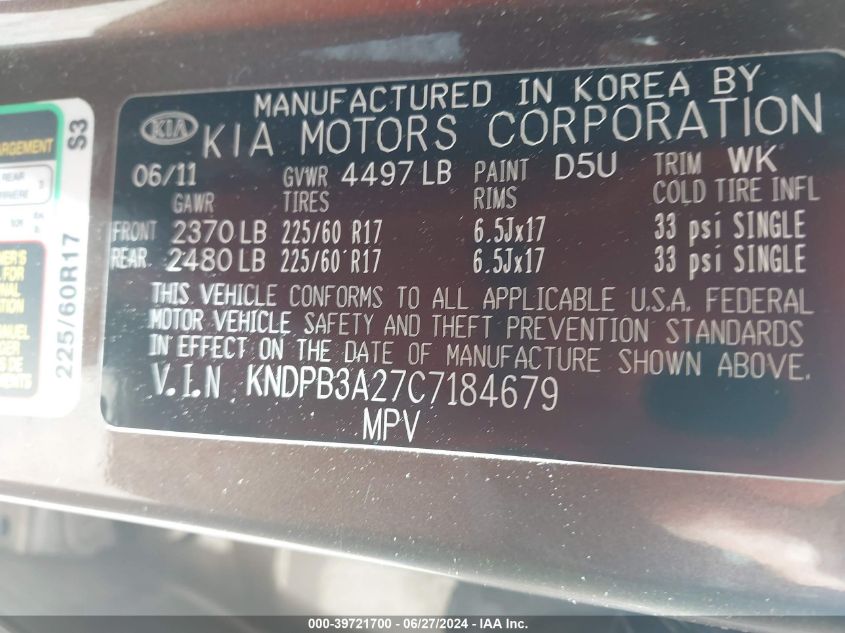 MANUFACTURED IN KOREA BY
KIA KIA MOTORS CORPORATION
06/11 GVWR 4497 LB PAINT D5U TRIM WK
GAWR TIRES RIMS COLD TIRE INFL
FRONT 2370 LB 225/60 R17 6.5Jx17 33 psi SINGLE
REAR 2480 LB 225/60 R17 6.5Jx17 33 psi SINGLE
THIS VEHICLE CONFORMS TO ALL APPLICABLE U.S.A. FEDERAL
MOTOR VEHICLE SAFETY AND THEFT PREVENTION STANDARDS
IN EFFECT ON THE DATE OF MANUFACTURE SHOWN ABOVE.
V.I.N. KNDPB3A27C7184679
MPV
S3
225/60R17
REAR
000-39721700 - 06/27/2024 - IAA Inc.